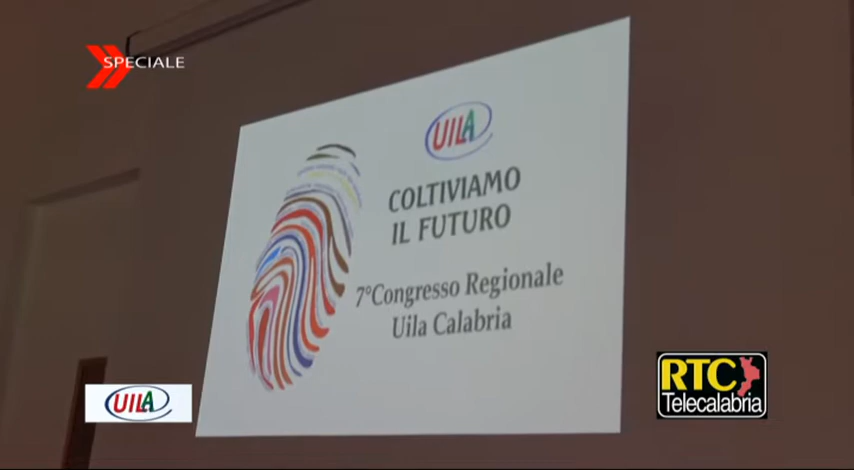 SPECIALE
UILA
COLTIVIAMO
IL FUTURO
7°Congresso Regionale
Uila Calabria
UILA
RTC
Telecalabria